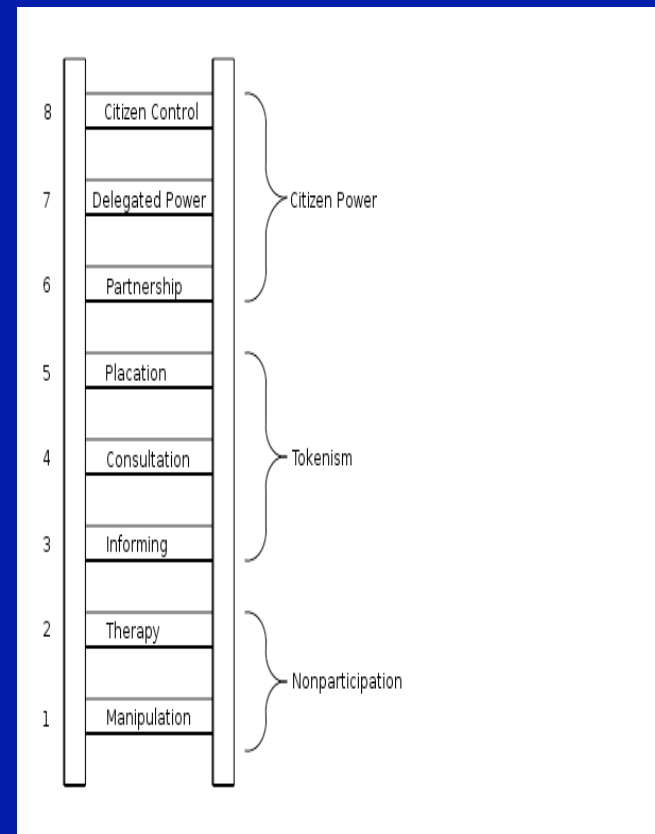 8 Citizen Control
7 Delegated Power
Citizen Power
6 Partnership
5 Placation
4 Consultation
Tokenism
3 Informing
2 Therapy
Nonparticipation
1 Manipulation